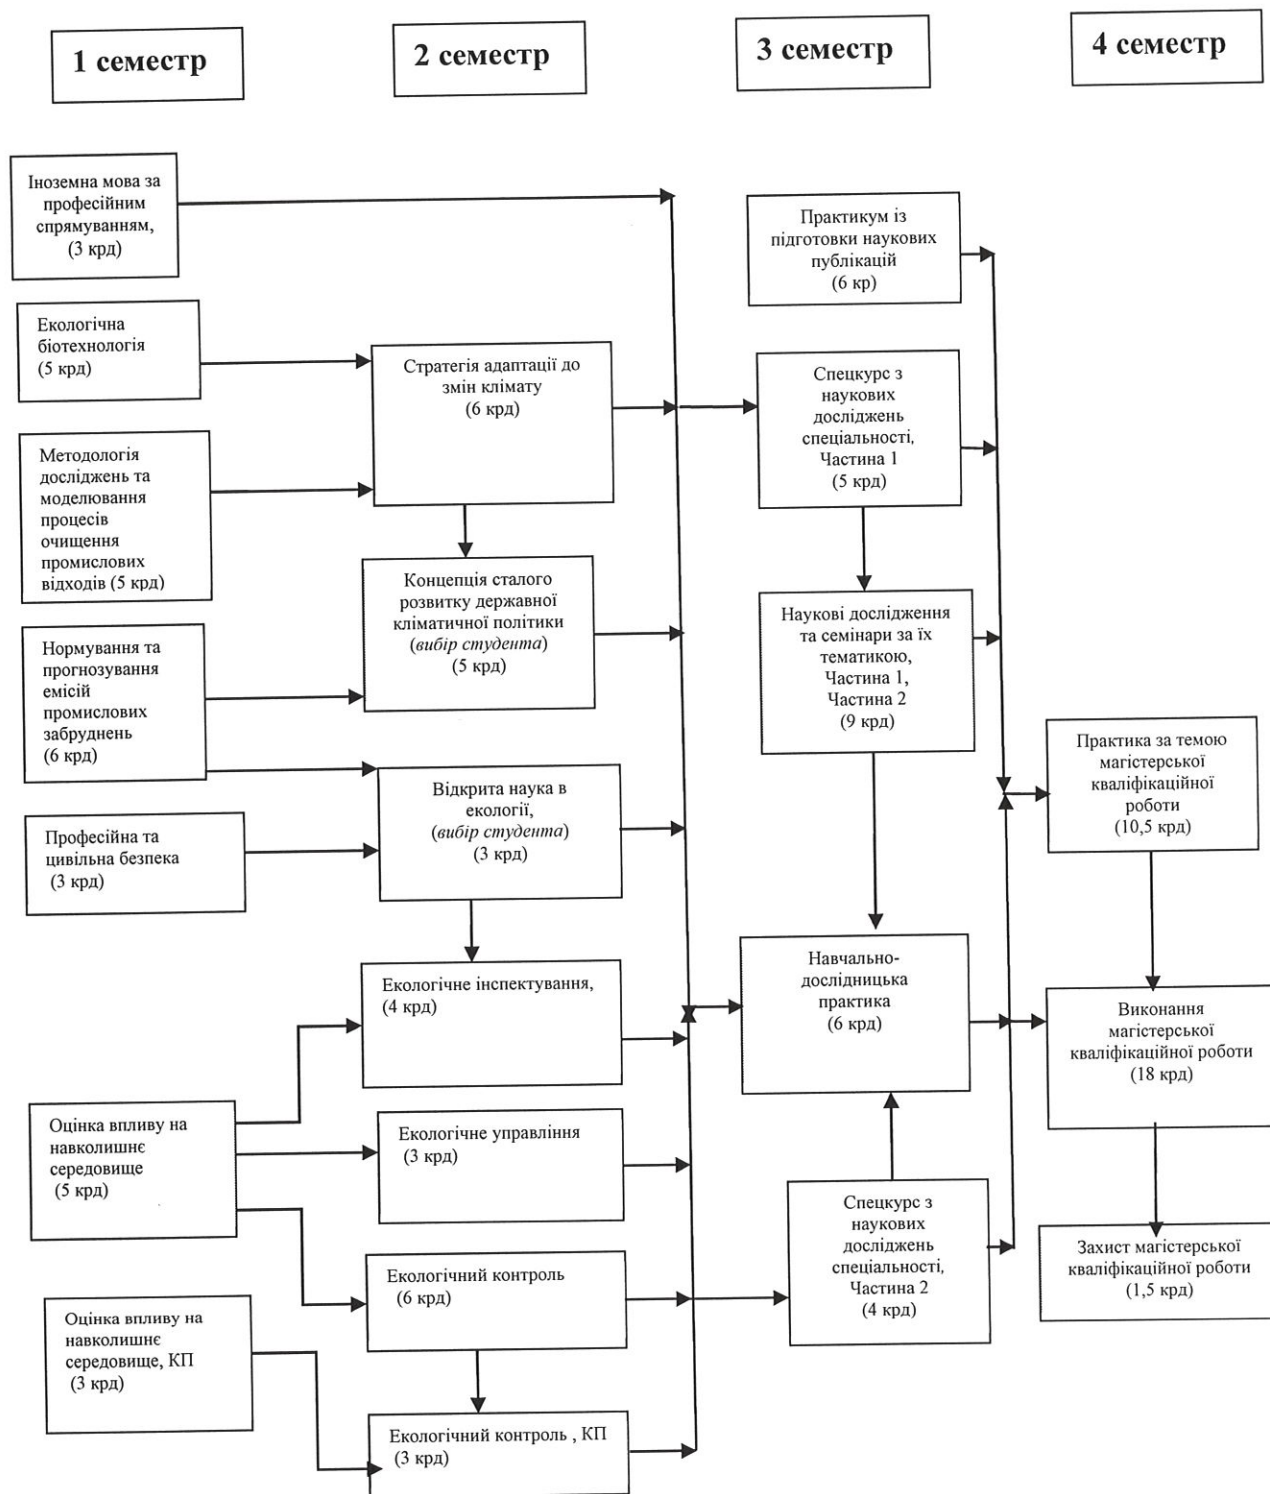 1 семестр
2 семестр
3 семестр
4 семестр
Іноземна мова за
професійним
спрямуванням,
(3 крд)
Екологічна
біотехнологія
(5 крд)
Методологія
досліджень та
моделювання
процесів
очищення
промислових
відходів (5 крд)
Нормування та
прогнозування
емісій
промислових
забруднень
(6 крд)
Професійна та
цивільна безпека
(3 крд)
Оцінка впливу на
навколишнє
середовище
(5 крд)
Оцінка впливу на
навколишнє
середовище, КП
(3 крд)
Стратегія адаптації до
змін клімату
(6 крд)
Концепція сталого
розвитку державної
кліматичної політики
(вибір студента)
(5 крд)
Відкрита наука в
екології,
(вибір студента)
(3 крд)
Екологічне інспектування,
(4 крд)
Екологічне управління
(3 крд)
Екологічний контроль
(6 крд)
Екологічний контроль , КП
(3 крд)
Практикум із
підготовки наукових
публікацій
(6 кр)
Спецкурс з
наукових
досліджень
спеціальності,
Частина 1
(5 крд)
Наукові дослідження
та семінари за їх
тематикою,
Частина 1,
Частина 2
(9 крд)
Навчально-
дослідницька
практика
(6 крд)
Спецкурс з
наукових
досліджень
спеціальності,
Частина 2
(4 крд)
Практика за темою
магістерської
кваліфікаційної
роботи
(10,5 крд)
Виконання
магістерської
кваліфікаційної роботи
(18 крд)
Захист магістерської
кваліфікаційної роботи
(1,5 крд)